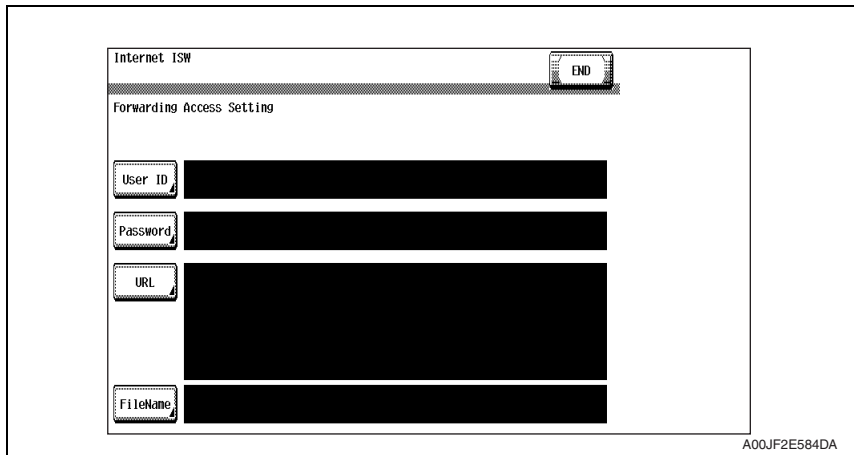 Internet ISW
END
Forwarding Access Setting
User ID
Password
URL
FileName
A00JF2E584DA